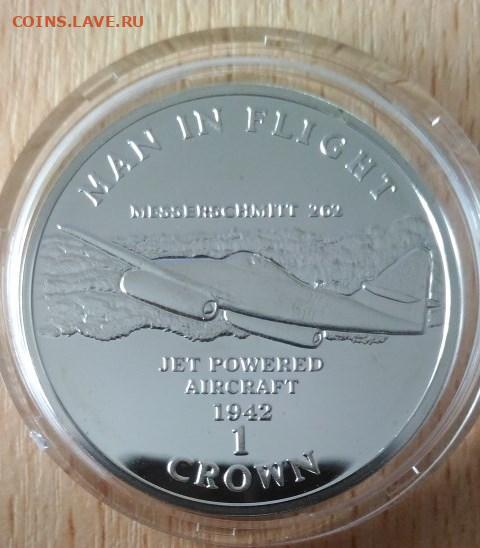 COINS.LAVE.RU
MAN IN FLIGHT
MESSERSCHMITT 262
JET POWERED
AIRCRAFT
1942
1
CROWN